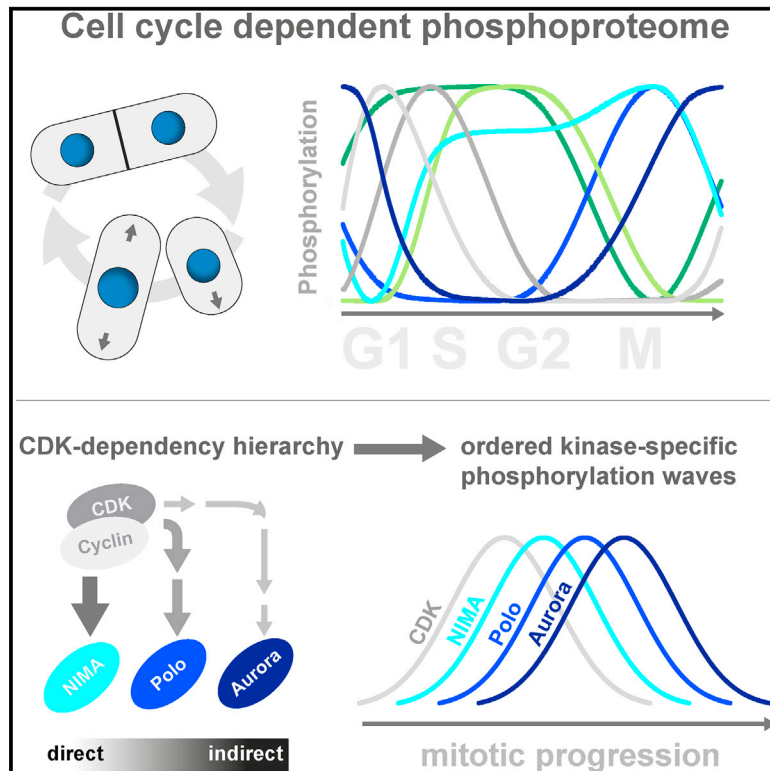 Cell cycle dependent phosphoproteome
Phosphorylation
G1 S G2 M
CDK-dependency hierarchy
ordered kinase-specific
phosphorylation waves
CDK
Cyclin
NIMA
Polo
Aurora
direct indirect
CDK
NIMA
Polo
Aurora
mitotic progression